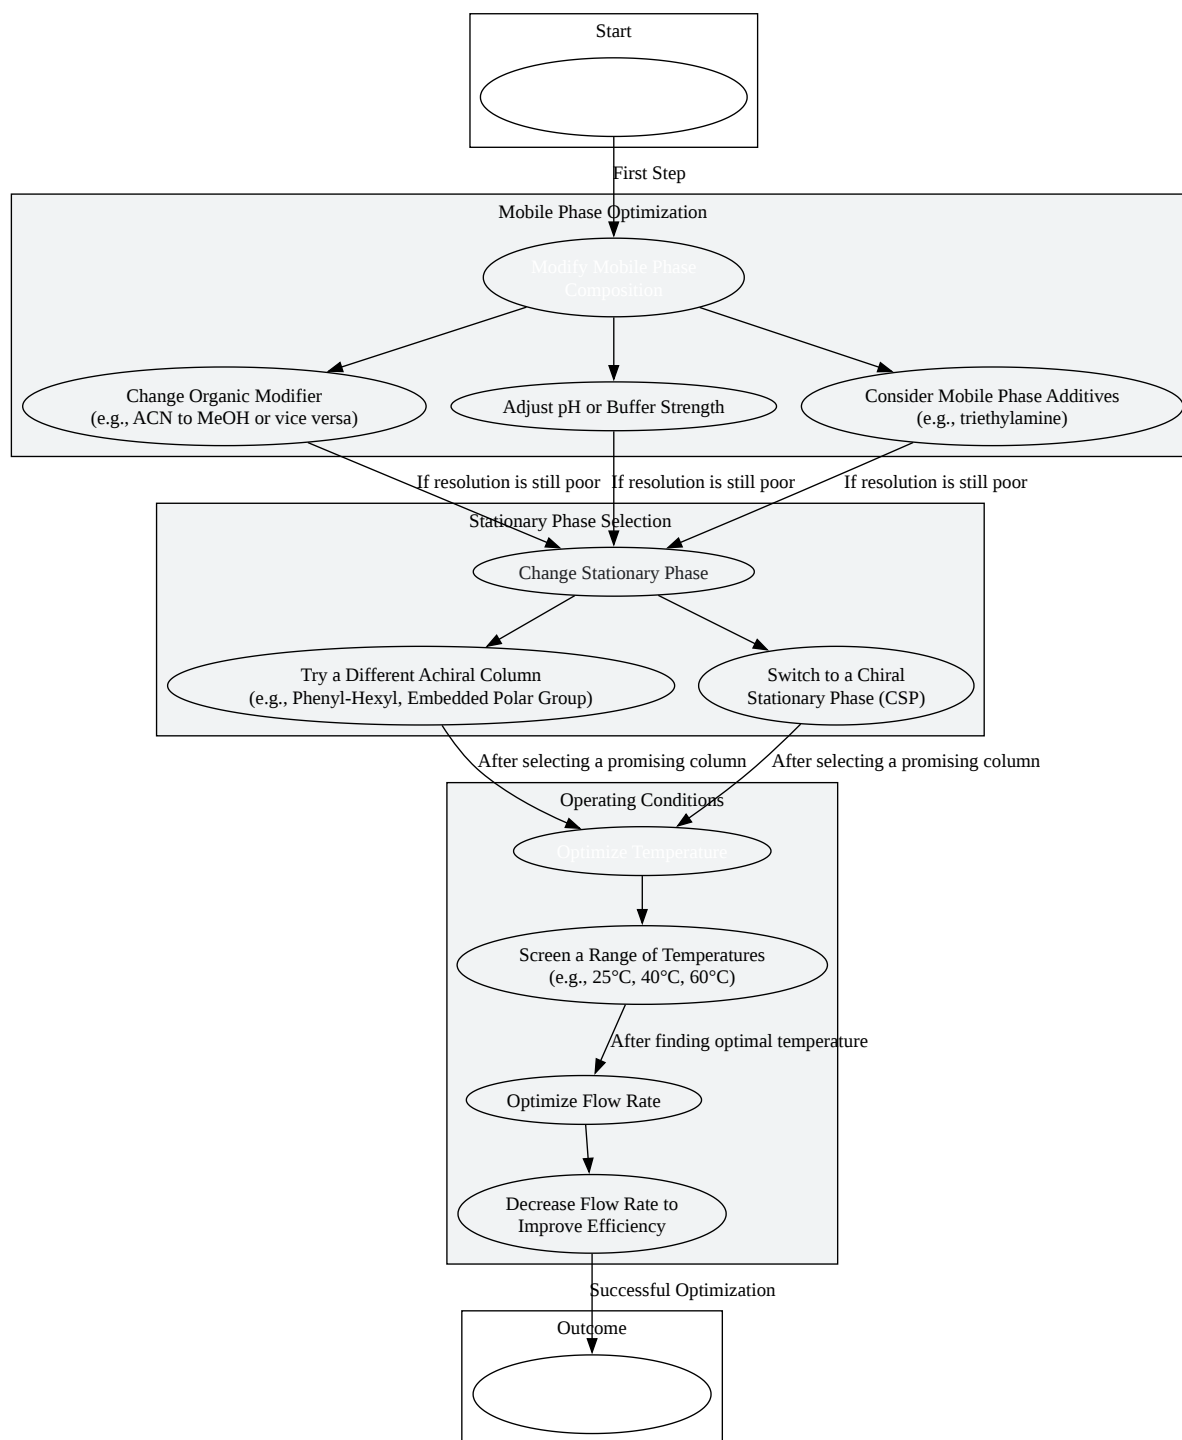 Start
First Step
Mobile Phase Optimization
Modify Mobile Phase
Composition
Change Organic Modifier
(e.g., ACN to MeOH or vice versa)
Adjust pH or Buffer Strength
Consider Mobile Phase Additives
(e.g., triethylamine)
If resolution is still poor
If resolution is still poor
If resolution is still poor
Stationary Phase Selection
Change Stationary Phase
Try a Different Achiral Column
(e.g., Phenyl-Hexyl, Embedded Polar Group)
Switch to a Chiral
Stationary Phase (CSP)
After selecting a promising column
After selecting a promising column
Operating Conditions
Optimize Temperature
Screen a Range of Temperatures
(e.g., 25°C, 40°C, 60°C)
After finding optimal temperature
Optimize Flow Rate
Decrease Flow Rate to
Improve Efficiency
Successful Optimization
Outcome